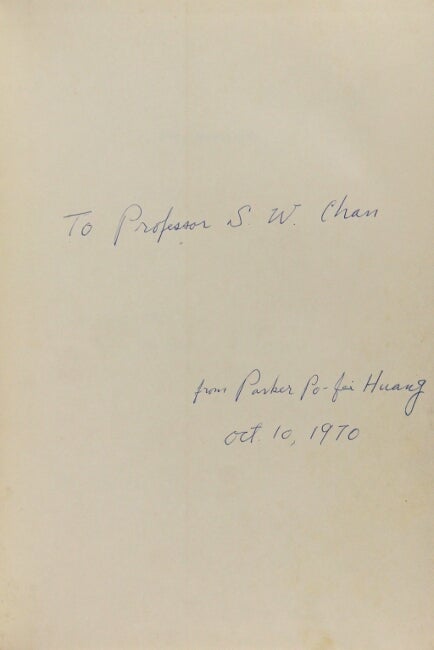 To Professor S. W. Chan
from Parker Po-fei Huang
Oct. 10, 1970